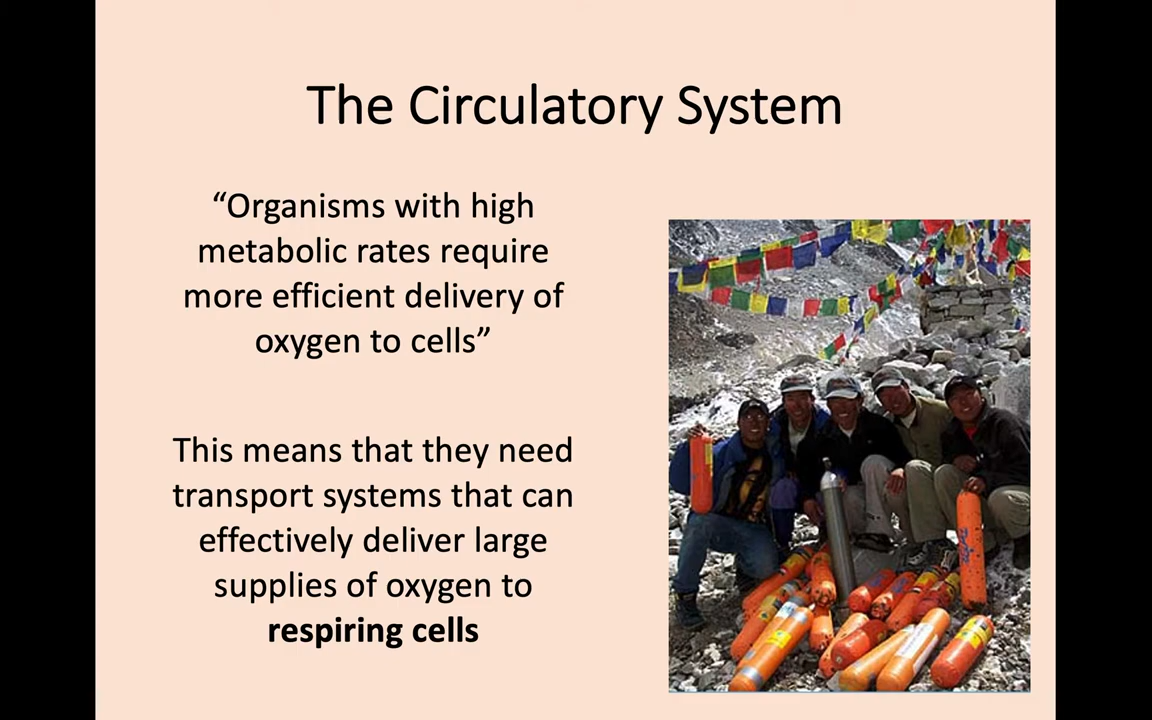 The Circulatory System
“Organisms with high
metabolic rates require
more efficient delivery of
oxygen to cells”
This means that they need
transport systems that can
effectively deliver large
supplies of oxygen to
respiring cells